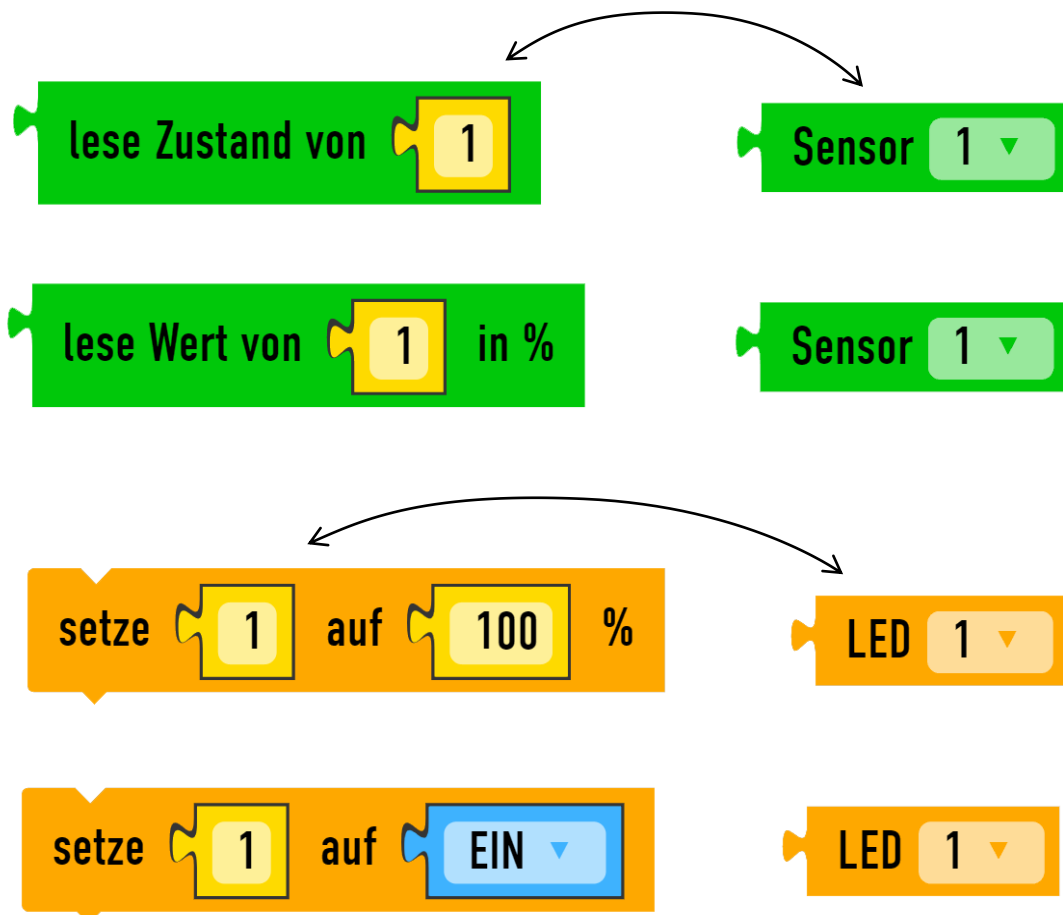 lese Zustand von 1 Sensor 1
lese Wert von 1 in % Sensor 1
setze 1 auf 100 % LED 1
setze 1 auf EIN LED 1